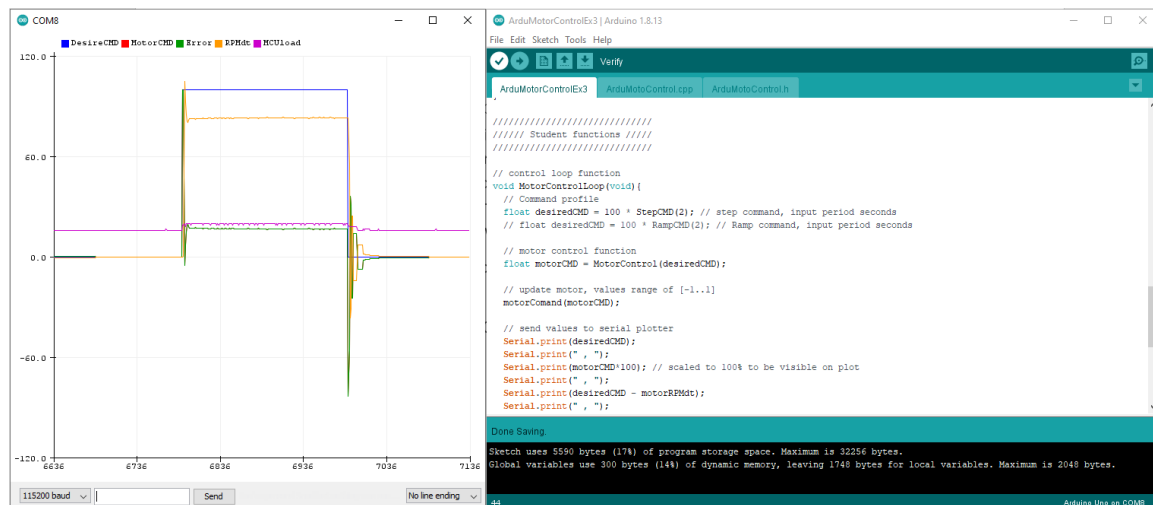 COM8
DesireCMD MotorCMD Error RPMdt MCUload
120.0
60.0
0.0
-60.0
-120.0
6636 6736 6836 6936 7036 7136
115200 baud Send No line ending
ArduMotorControlEx3 | Arduino 1.8.13
File Edit Sketch Tools Help
Verify
ArduMotorControlEx3 ArduMotoControl.cpp ArduMotoControl.h
//////////////////////////////
////// Student functions /////
//////////////////////////////
// control loop function
void MotorControlLoop(void){
// Command profile
float desiredCMD = 100 * StepCMD(2); // step command, input period seconds
// float desiredCMD = 100 * RampCMD(2); // Ramp command, input period seconds
// motor control function
float motorCMD = MotorControl(desiredCMD);
// update motor, values range of [-1..1]
motorComand(motorCMD);
// send values to serial plotter
Serial.print(desiredCMD);
Serial.print(" , ");
Serial.print(motorCMD*100); // scaled to 100% to be visible on plot
Serial.print(" , ");
Serial.print(desiredCMD - motorRPMdt);
Serial.print(" , ");
Done Saving.
Sketch uses 5590 bytes (17%) of program storage space. Maximum is 32256 bytes.
Global variables use 300 bytes (14%) of dynamic memory, leaving 1748 bytes for local variables. Maximum is 2048 bytes.
44 Arduino Uno on COM8